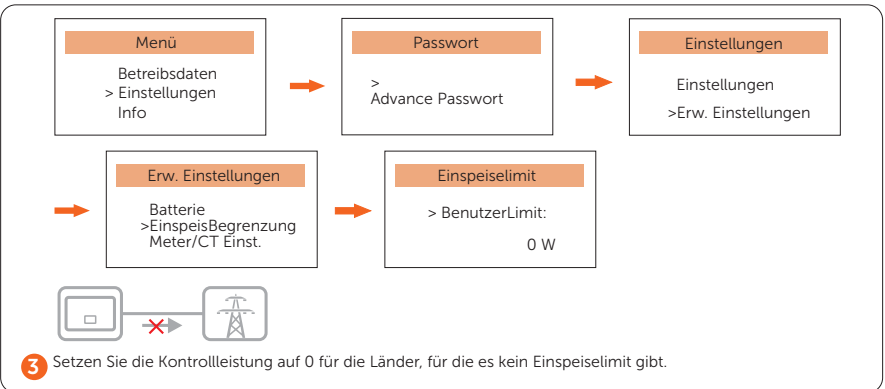 Menü
Betreibsdaten
> Einstellungen
Info
Passwort
>
Advance Passwort
Einstellungen
Einstellungen
>Erw. Einstellungen
Erw. Einstellungen
Batterie
>EinspeisBegrenzung
Meter/CT Einst.
Einspeiselimit
> BenutzerLimit:
0 W
3 Setzen Sie die Kontrollleistung auf 0 für die Länder, für die es kein Einspeiselimit gibt.